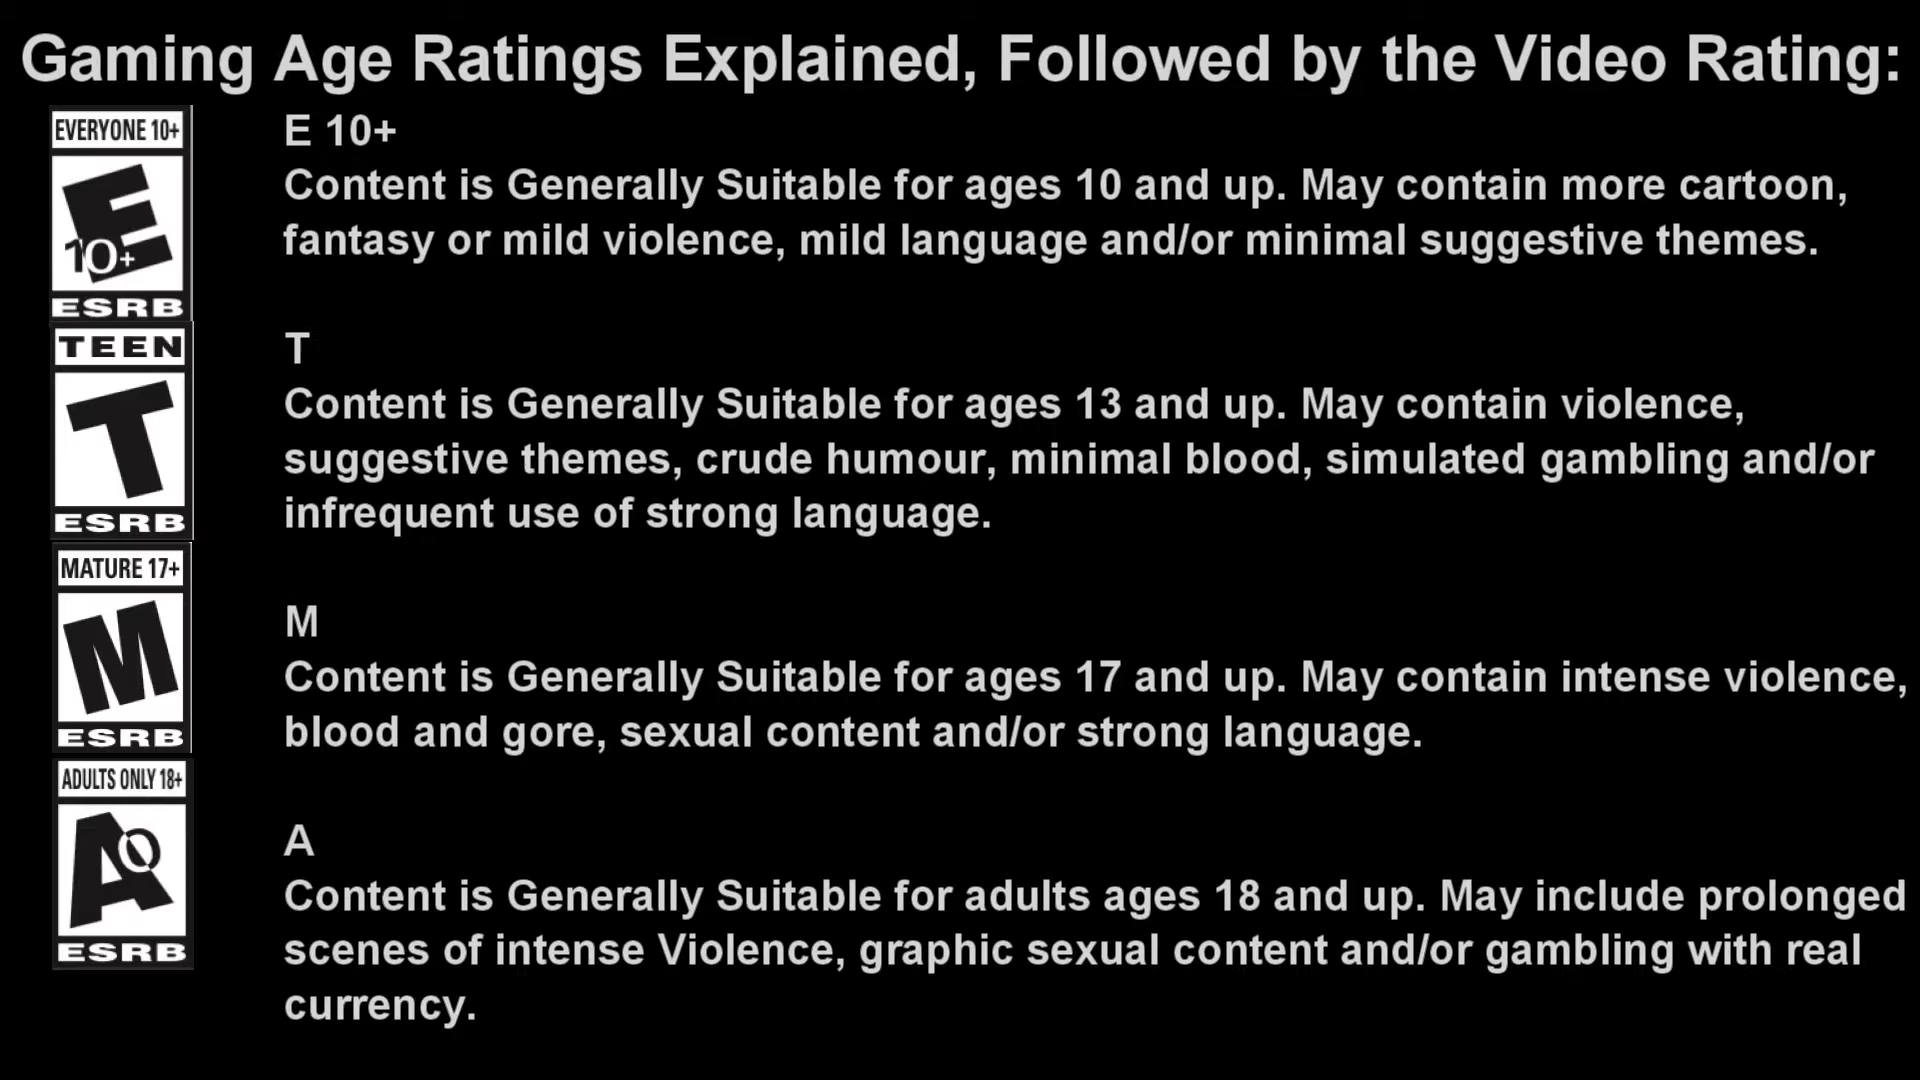 Gaming Age Ratings Explained, Followed by the Video Rating:
EVERYONE 10+
E
10+
ESRB
E 10+
Content is Generally Suitable for ages 10 and up. May contain more cartoon,
fantasy or mild violence, mild language and/or minimal suggestive themes.
TEEN
T
ESRB
T
Content is Generally Suitable for ages 13 and up. May contain violence,
suggestive themes, crude humour, minimal blood, simulated gambling and/or
infrequent use of strong language.
MATURE 17+
M
ESRB
M
Content is Generally Suitable for ages 17 and up. May contain intense violence,
blood and gore, sexual content and/or strong language.
ADULTS ONLY 18+
AO
ESRB
A
Content is Generally Suitable for adults ages 18 and up. May include prolonged
scenes of intense Violence, graphic sexual content and/or gambling with real
currency.